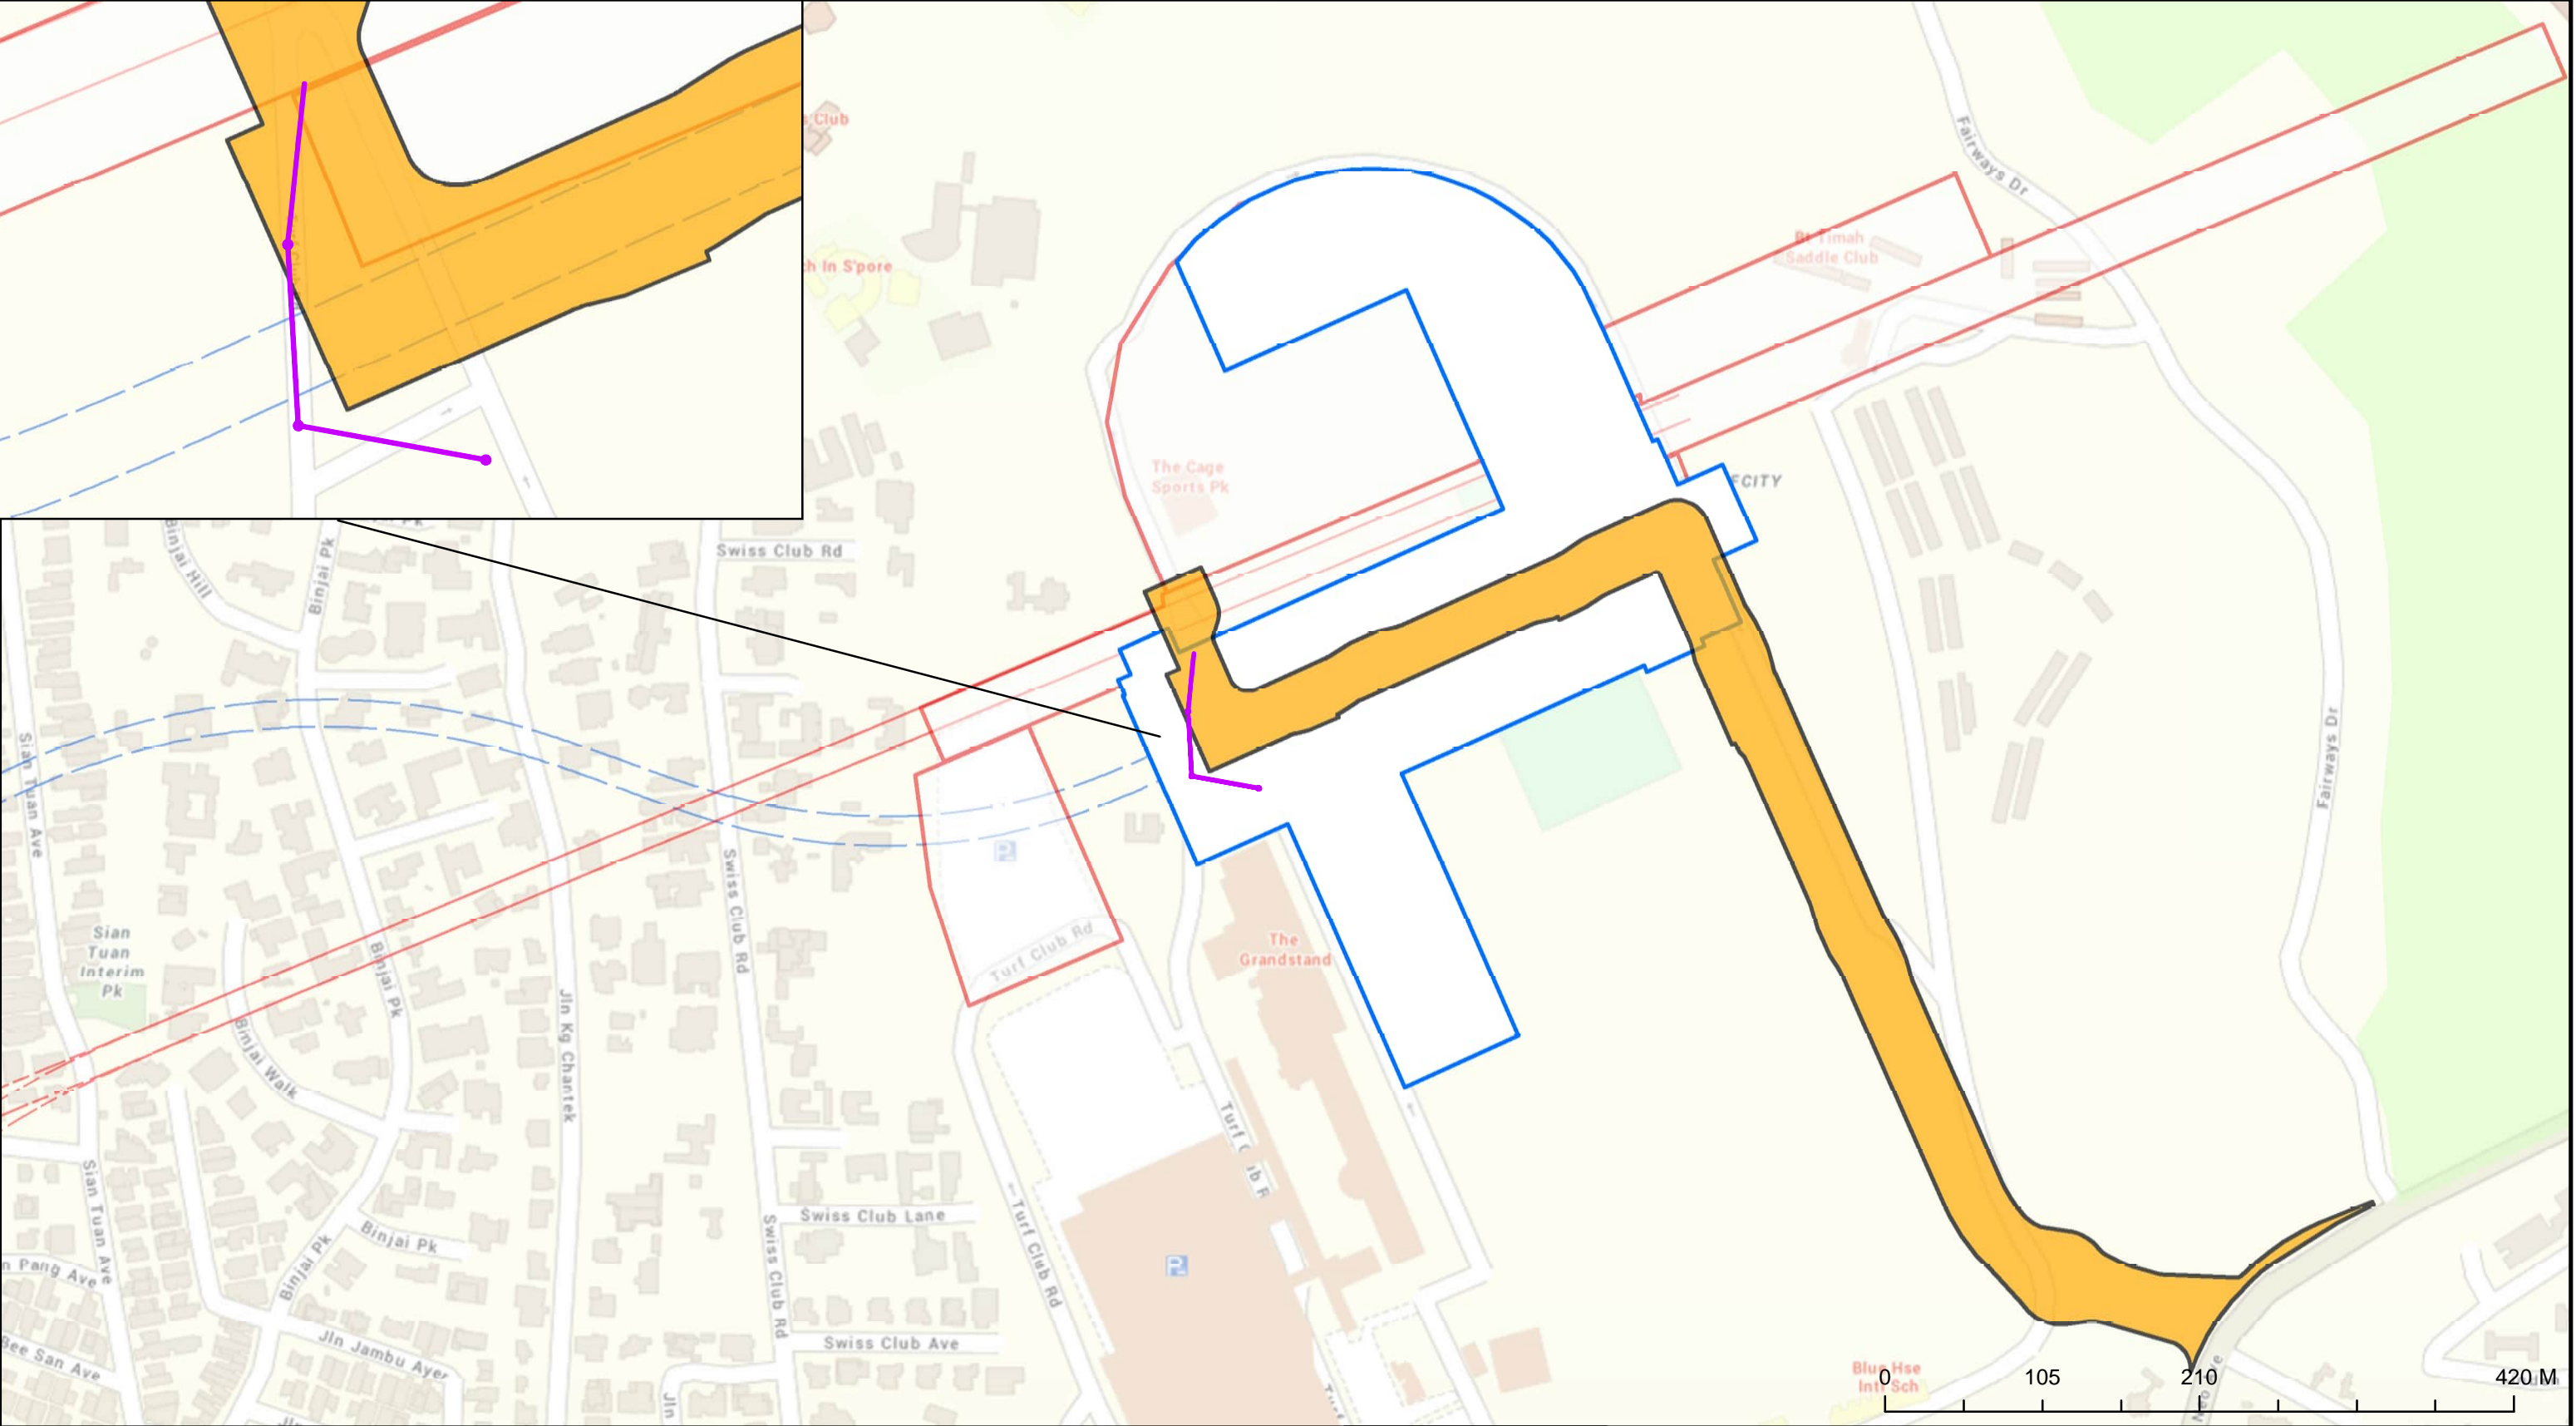 s Club
ch In S'pore
Fairways Dr
Bt Timah
Saddle Club
ECITY
The Cage
Sports Pk
Swiss Club Rd
Binjai Hill
Binjai Pk
Sian Tuan Ave
Swiss Club Rd
Fairways Dr
Sian
Tuan
Interim
Pk
Binjai Pk
Turf Club Rd
The
Grandstand
Jln Kg Chantek
Binjai Walk
Sian Tuan Ave
Turf Club Rd
Swiss Club Lane
Swiss Club Rd
Binjai Pk
Binjai Pk
n Pang Ave
Swiss Club Ave
Jln Jambu Ayer
Bee San Ave
Jln
Turf
Blue Hse
Intl Sch
0 105 210 420 M